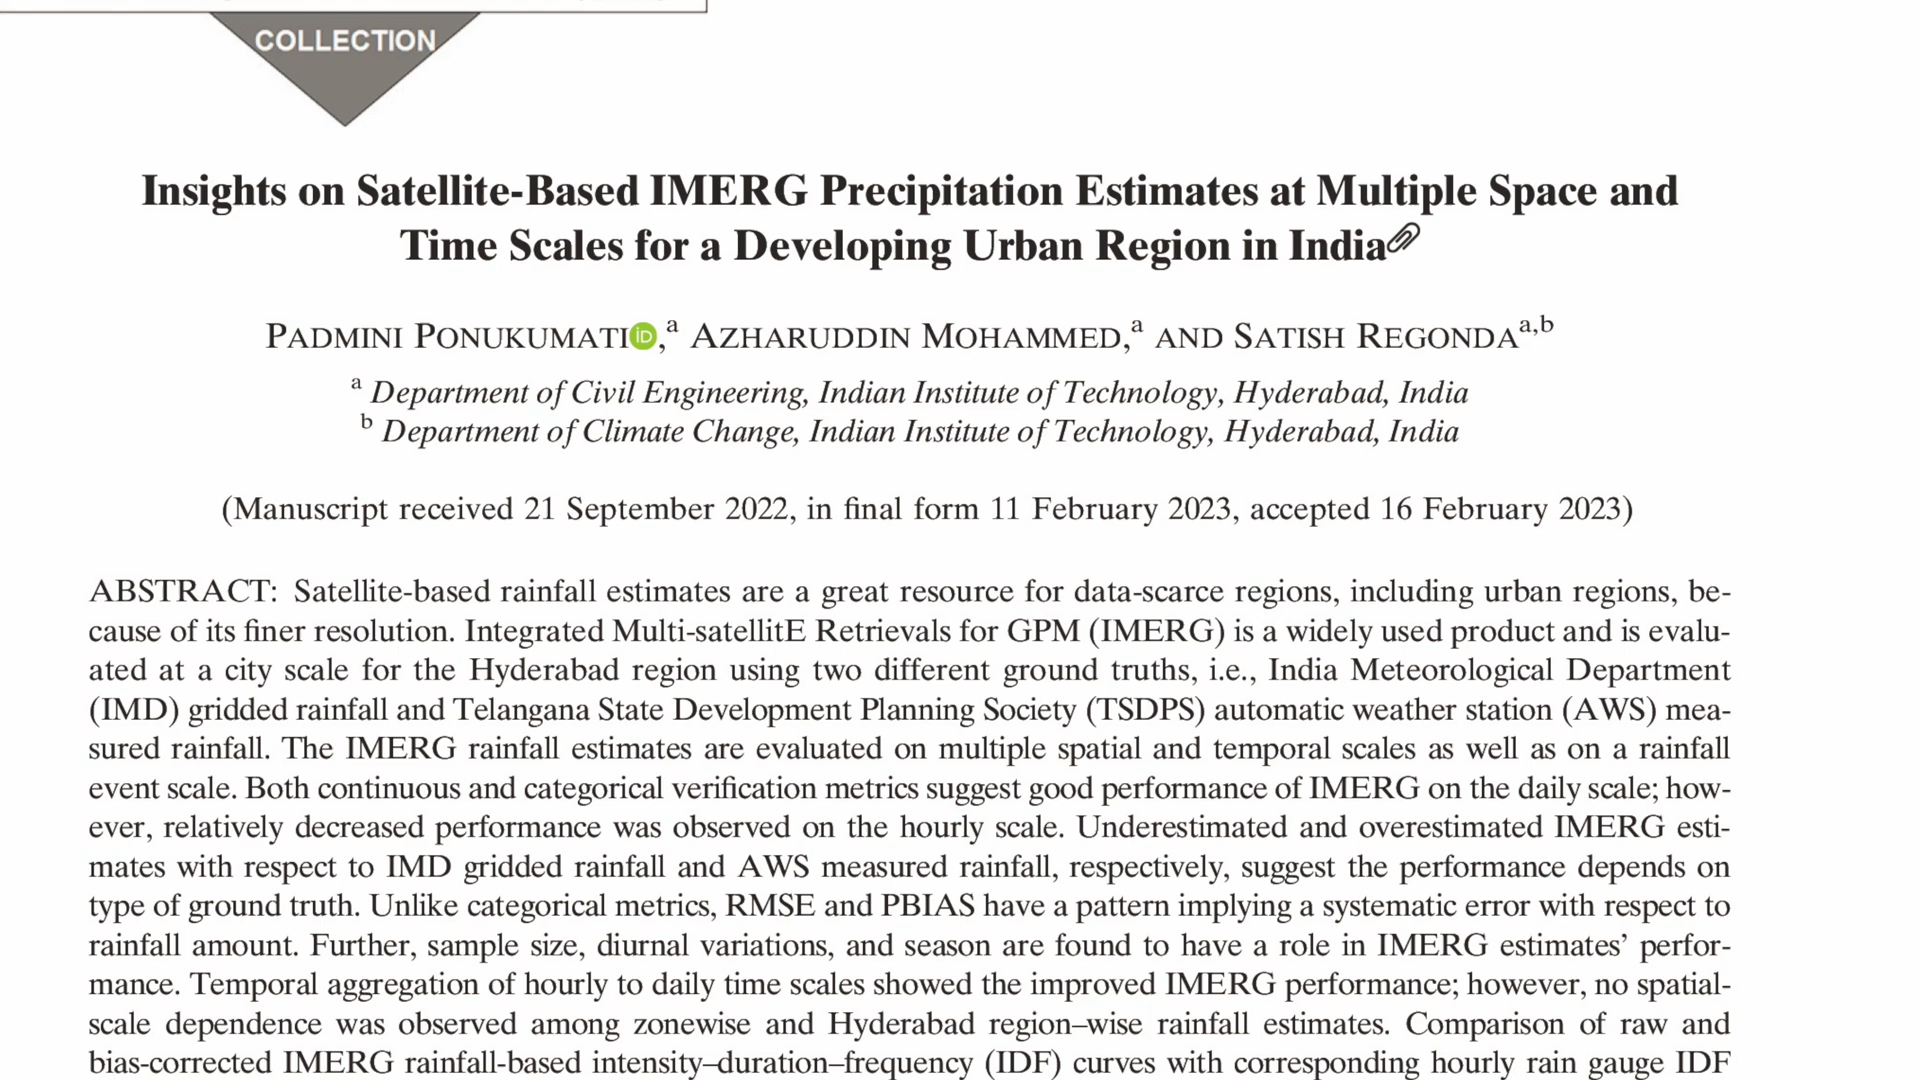 COLLECTION
Insights on Satellite-Based IMERG Precipitation Estimates at Multiple Space and
Time Scales for a Developing Urban Region in India
PADMINI PONUKUMATI iD,a AZHARUDDIN MOHAMMED,a AND SATISH REGONDAa,b
a Department of Civil Engineering, Indian Institute of Technology, Hyderabad, India
b Department of Climate Change, Indian Institute of Technology, Hyderabad, India
(Manuscript received 21 September 2022, in final form 11 February 2023, accepted 16 February 2023)
ABSTRACT: Satellite-based rainfall estimates are a great resource for data-scarce regions, including urban regions, be-
cause of its finer resolution. Integrated Multi-satellitE Retrievals for GPM (IMERG) is a widely used product and is evalu-
ated at a city scale for the Hyderabad region using two different ground truths, i.e., India Meteorological Department
(IMD) gridded rainfall and Telangana State Development Planning Society (TSDPS) automatic weather station (AWS) mea-
sured rainfall. The IMERG rainfall estimates are evaluated on multiple spatial and temporal scales as well as on a rainfall
event scale. Both continuous and categorical verification metrics suggest good performance of IMERG on the daily scale; how-
ever, relatively decreased performance was observed on the hourly scale. Underestimated and overestimated IMERG esti-
mates with respect to IMD gridded rainfall and AWS measured rainfall, respectively, suggest the performance depends on
type of ground truth. Unlike categorical metrics, RMSE and PBIAS have a pattern implying a systematic error with respect to
rainfall amount. Further, sample size, diurnal variations, and season are found to have a role in IMERG estimates’ perfor-
mance. Temporal aggregation of hourly to daily time scales showed the improved IMERG performance; however, no spatial-
scale dependence was observed among zonewise and Hyderabad region–wise rainfall estimates. Comparison of raw and
bias-corrected IMERG rainfall-based intensity–duration–frequency (IDF) curves with corresponding hourly rain gauge IDF